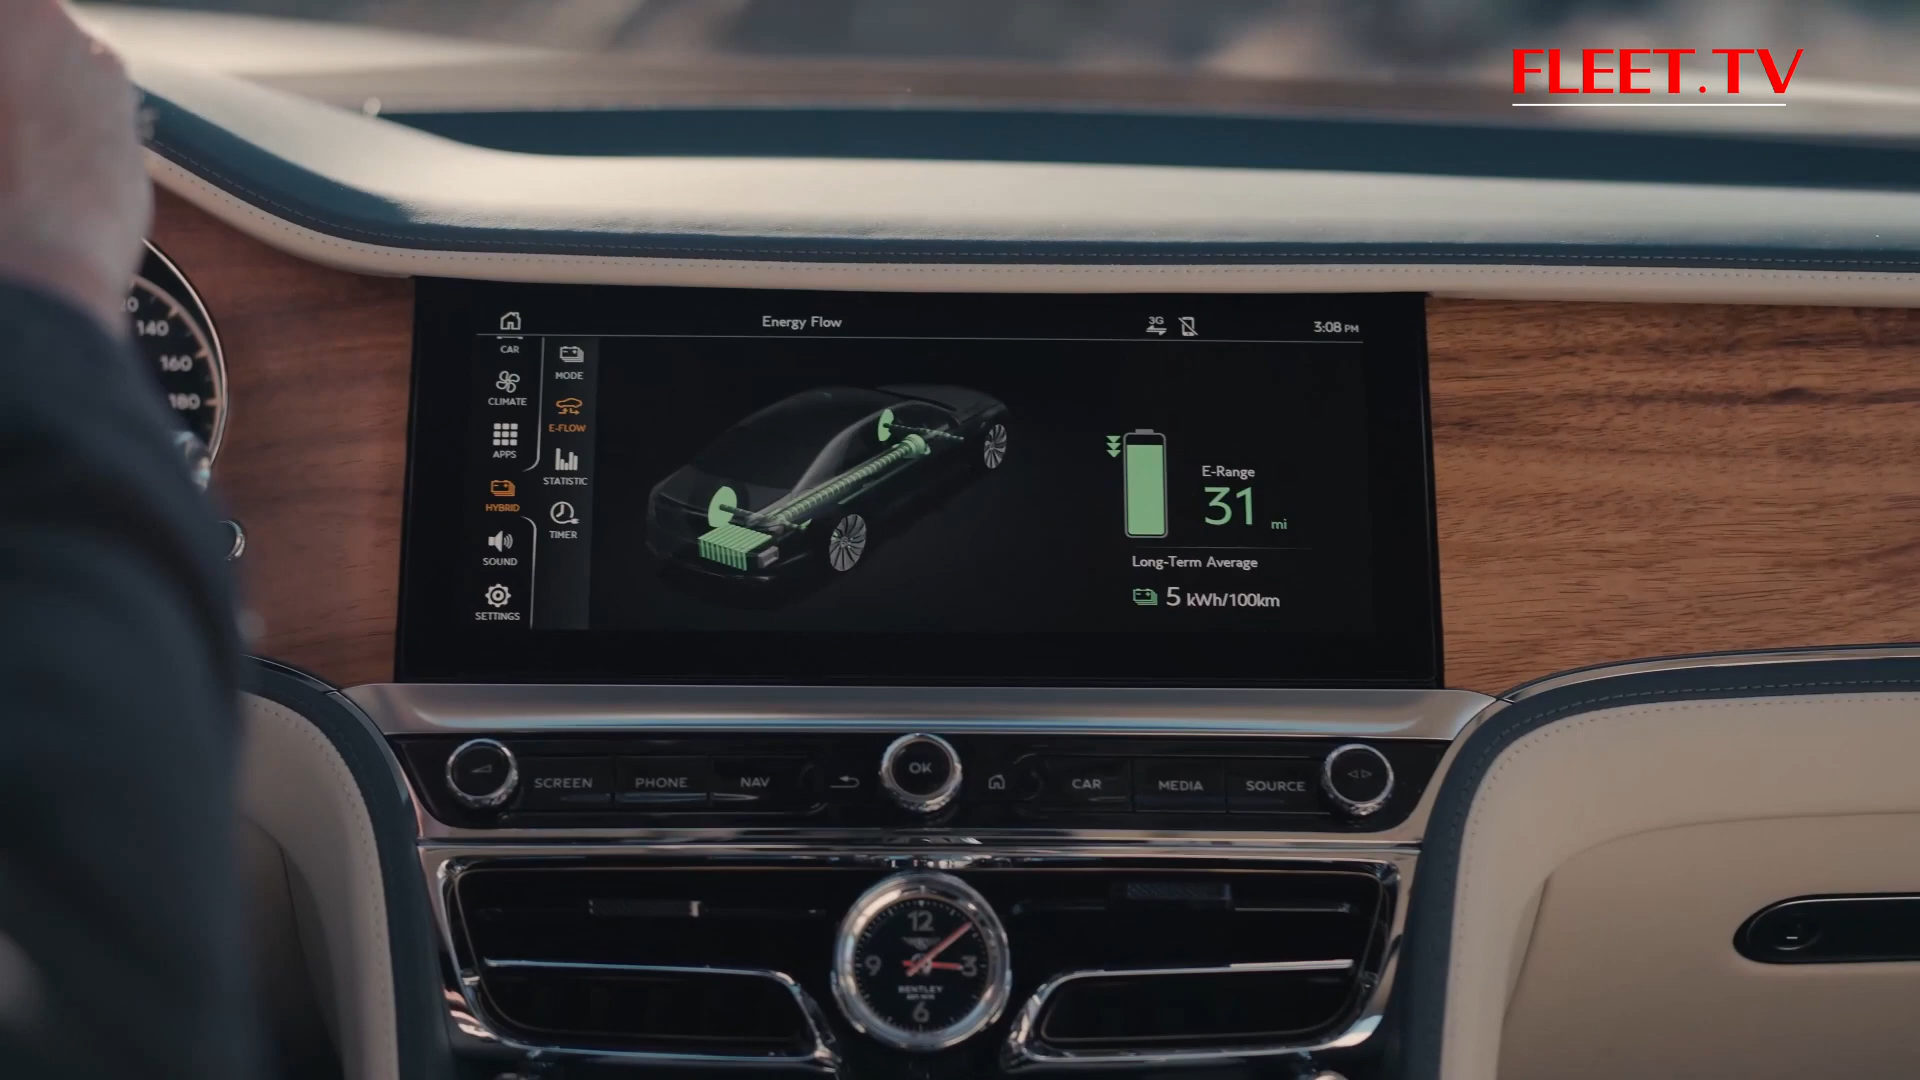 FLEET.TV
Energy Flow
3G
3:08 PM
CAR
MODE
CLIMATE
E-FLOW
APPS
STATISTIC
HYBRID
TIMER
SOUND
SETTINGS
E-Range
31 mi
Long-Term Average
5 kWh/100km
140
160
180
SCREEN
PHONE
NAV
OK
CAR
MEDIA
SOURCE
12
9
3
BENTLEY
6